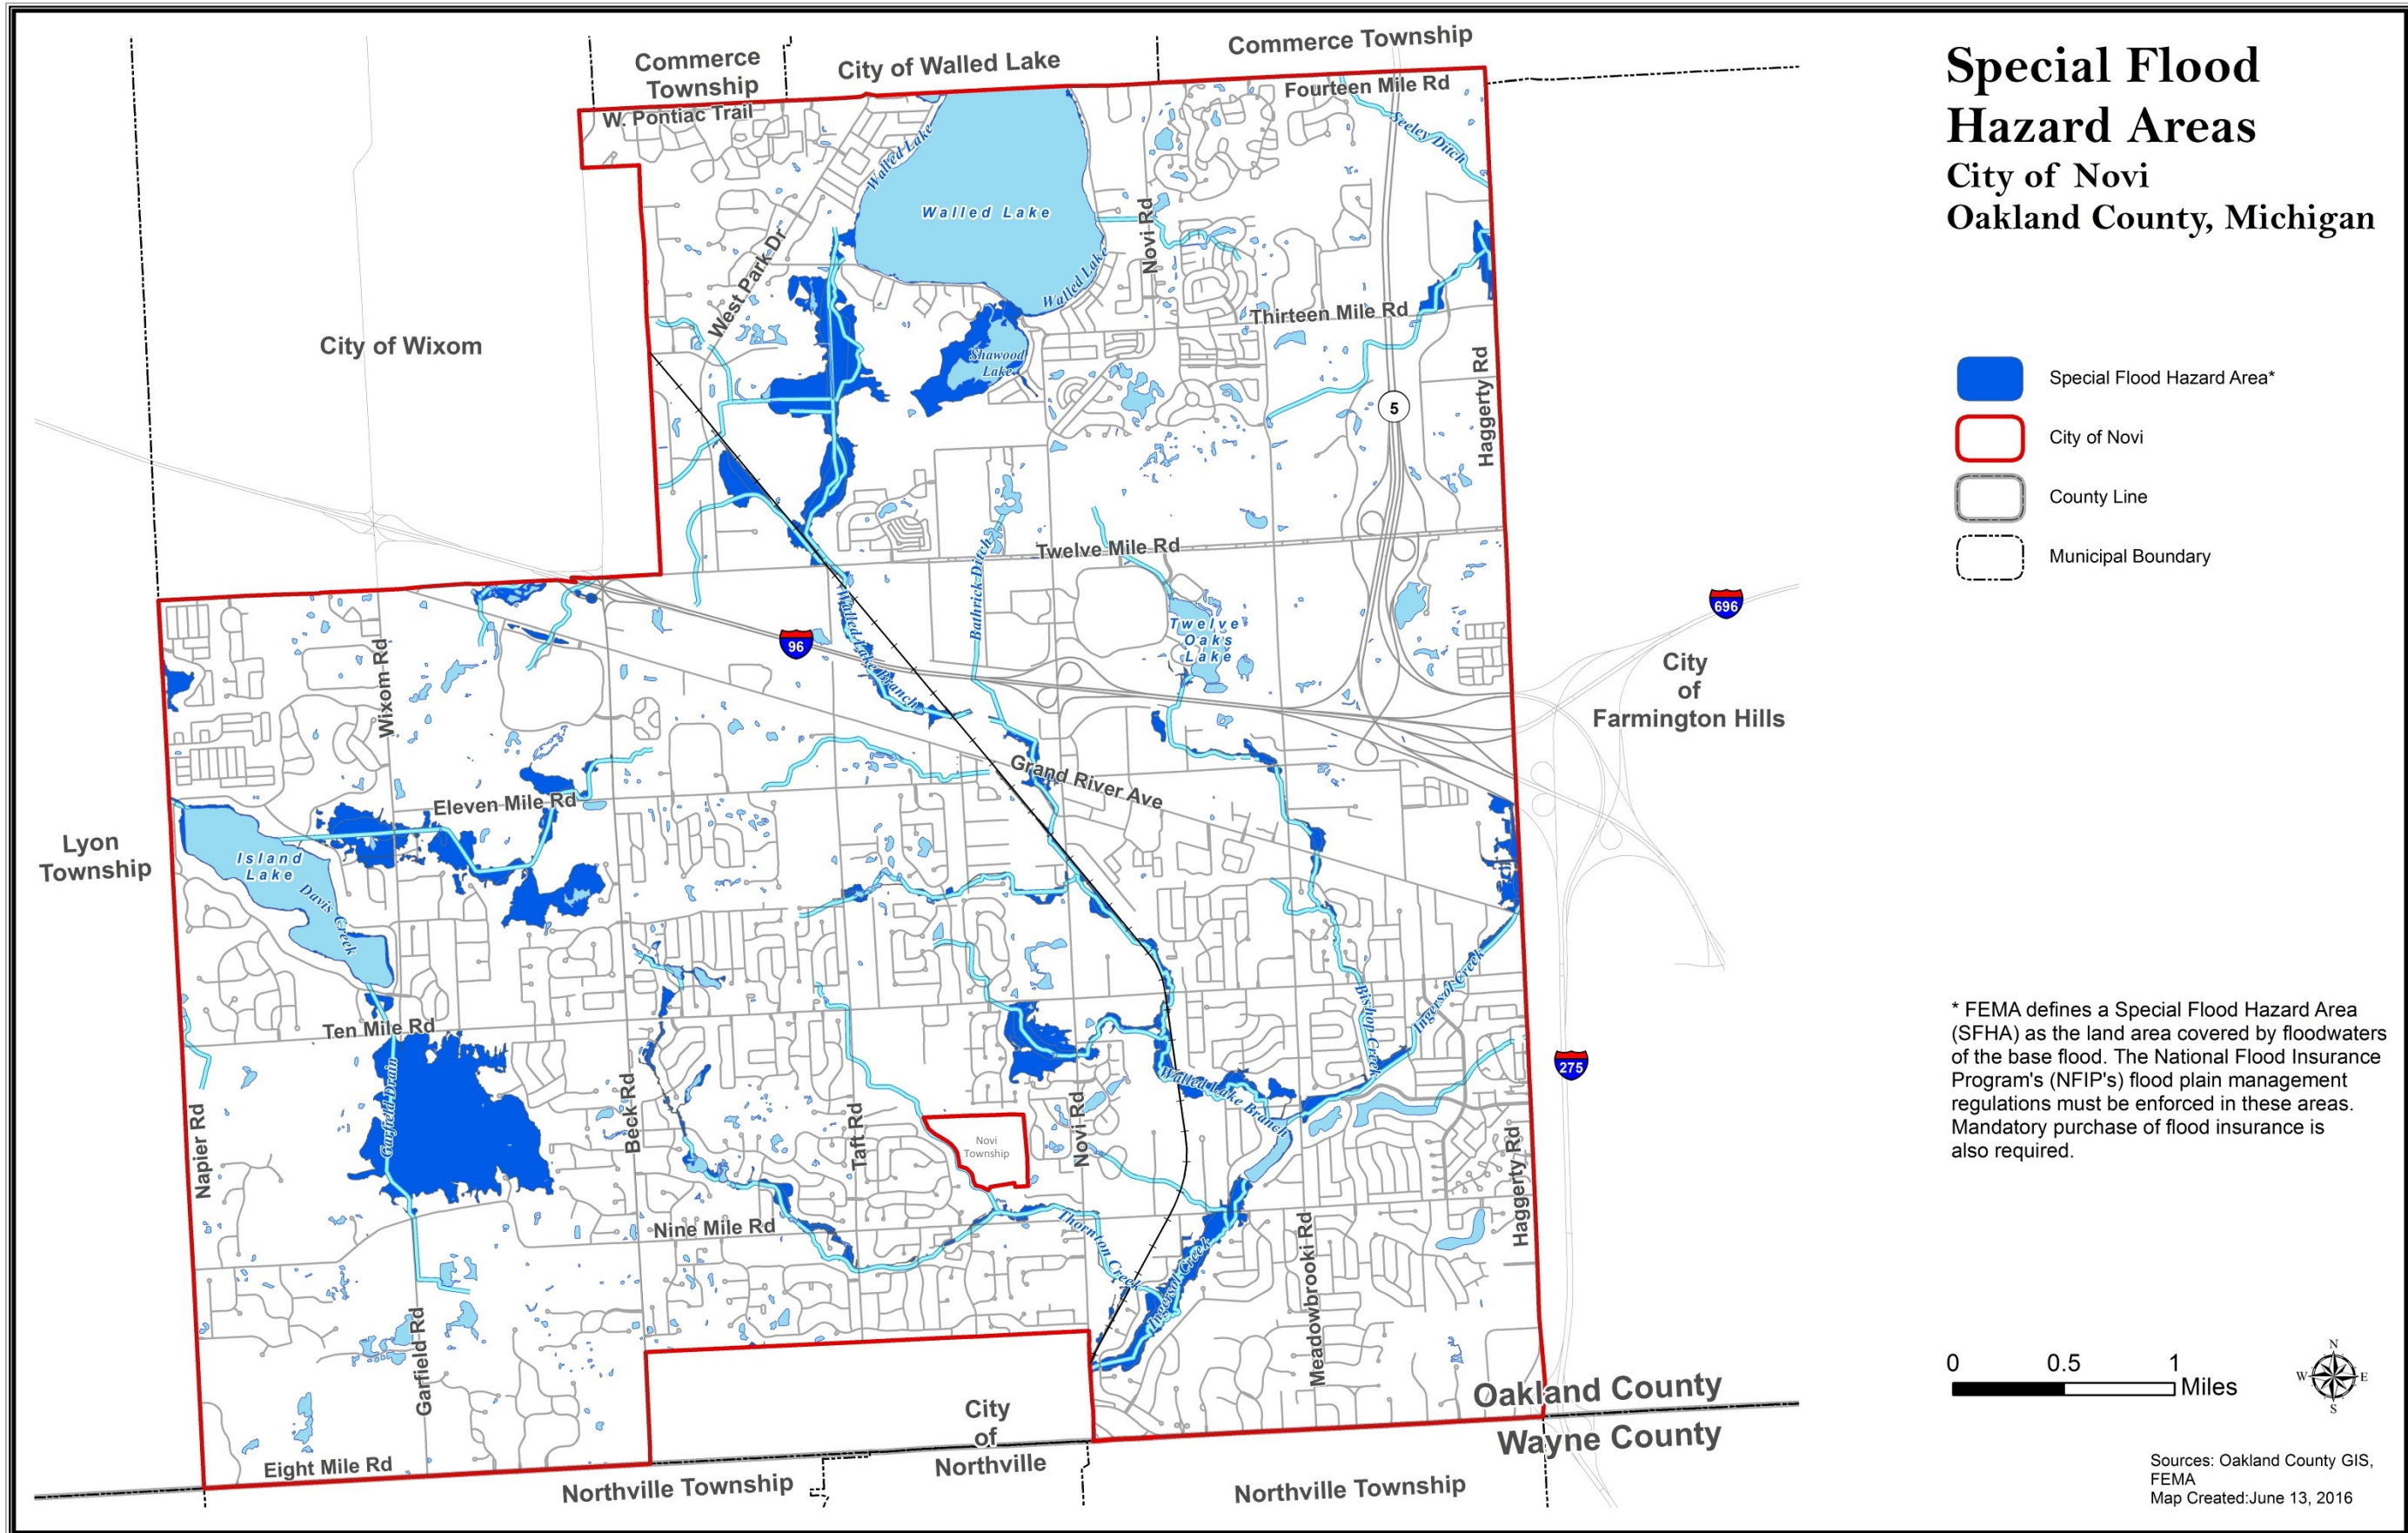 Special Flood
Hazard Areas
City of Novi
Oakland County, Michigan
Special Flood Hazard Area*
City of Novi
County Line
Municipal Boundary
* FEMA defines a Special Flood Hazard Area
(SFHA) as the land area covered by floodwaters
of the base flood. The National Flood Insurance
Program's (NFIP's) flood plain management
regulations must be enforced in these areas.
Mandatory purchase of flood insurance is
also required.
0 0.5 1
Miles
N
W E
S
Sources: Oakland County GIS,
FEMA
Map Created:June 13, 2016
Commerce
Township
City of Walled Lake
Commerce Township
W. Pontiac Trail
Fourteen Mile Rd
Seeley Ditch
Walled Lake
Walled Lake
Walled Lake
Novi Rd
West Park Dr
City of Wixom
Thirteen Mile Rd
Shawood
Lake
Haggerty Rd
5
Twelve Mile Rd
Bathrick Ditch
Walled Lake Branch
96
Twelve
Oaks
Lake
696
City
of
Farmington Hills
Wixom Rd
Grand River Ave
Eleven Mile Rd
Lyon
Township
Island
Lake
Davis Creek
Ingersol Creek
Bishop Creek
Ten Mile Rd
Garfield Drain
275
Walled Lake Branch
Napier Rd
Beck Rd
Taft Rd
Novi Rd
Novi
Township
Haggerty Rd
Nine Mile Rd
Thornton Creek
Ingersol Creek
Meadowbrooki Rd
Garfield Rd
Eight Mile Rd
City
of
Northville
Oakland County
Wayne County
Northville Township
Northville Township